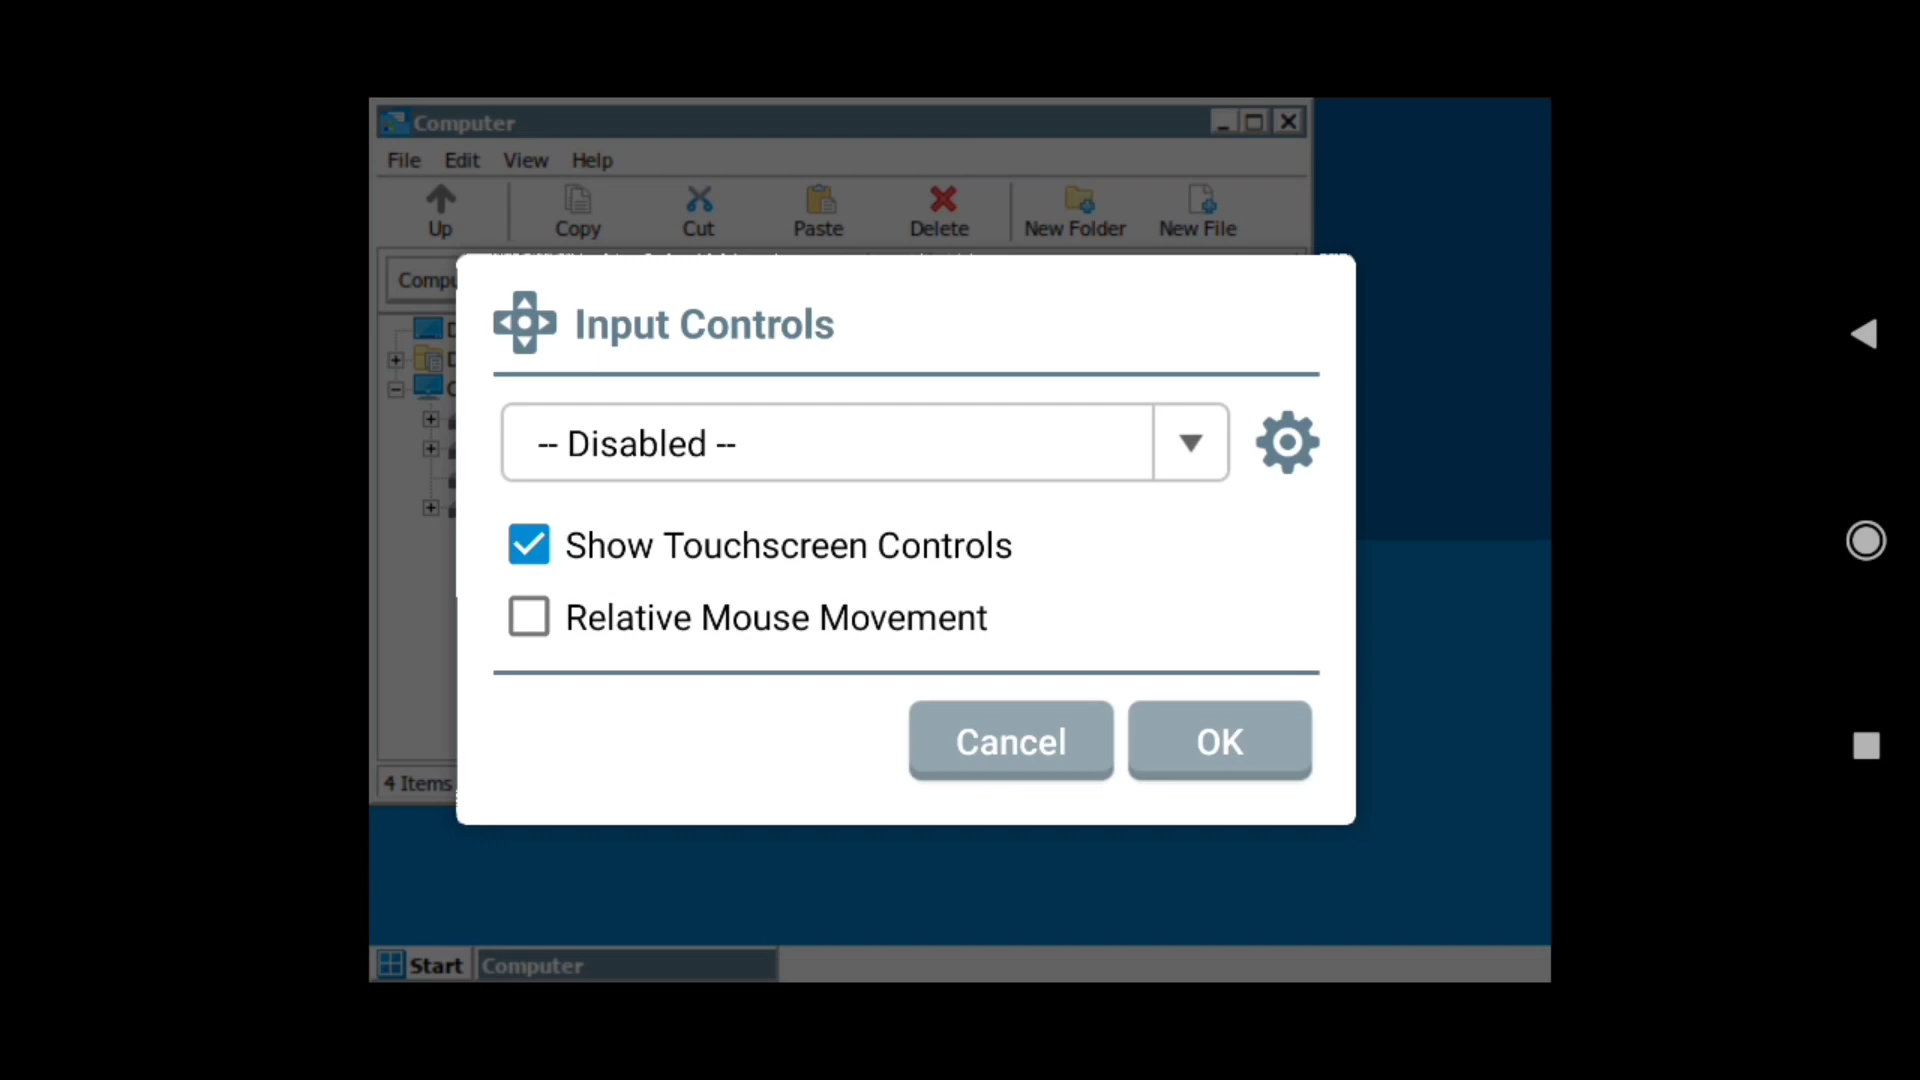 Computer
File Edit View Help
Up Copy Cut Paste Delete New Folder New File
Input Controls
-- Disabled --
Show Touchscreen Controls
Relative Mouse Movement
Cancel OK
4 Items
Start Computer